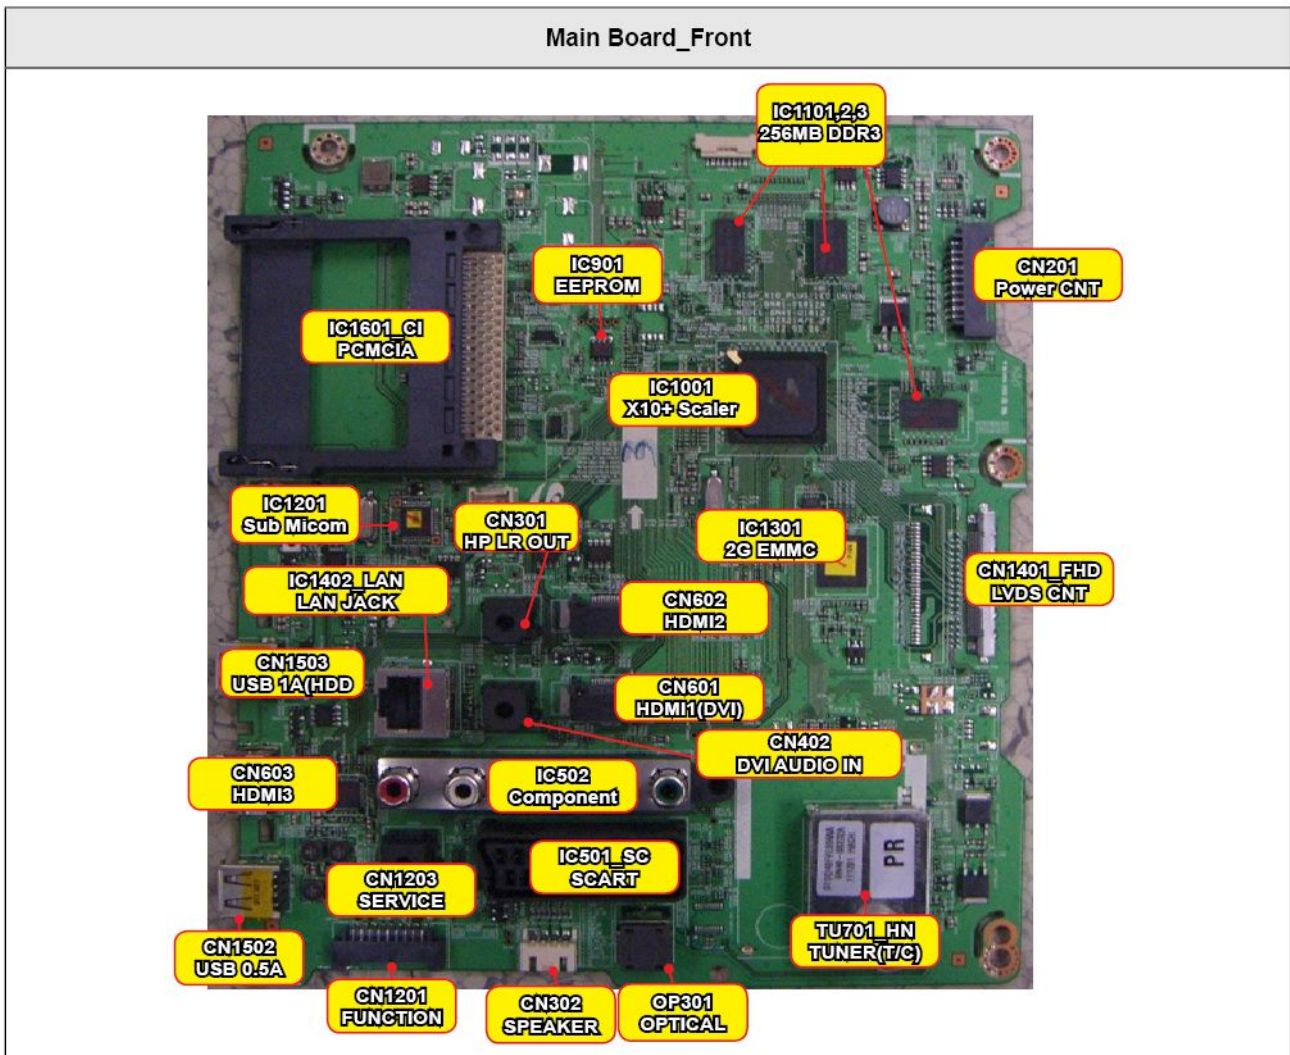 Main Board_Front
IC1101,2,3
256MB DDR3
IC901
EEPROM
CN201
Power CNT
IC1601_CI
PCMCIA
IC1001
X10+ Scaler
IC1201
Sub Micom
CN301
HP LR OUT
IC1301
2G EMMC
IC1402_LAN
LAN JACK
CN1401_FHD
LVDS CNT
CN602
HDMI2
CN1503
USB 1A(HDD
CN601
HDMI1(DVI)
CN402
DVI AUDIO IN
CN603
HDMI3
IC502
Component
PR
IC501_SC
SCART
CN1203
SERVICE
TU701_HN
TUNER(T/C)
CN1502
USB 0.5A
CN1201
FUNCTION
CN302
SPEAKER
OP301
OPTICAL